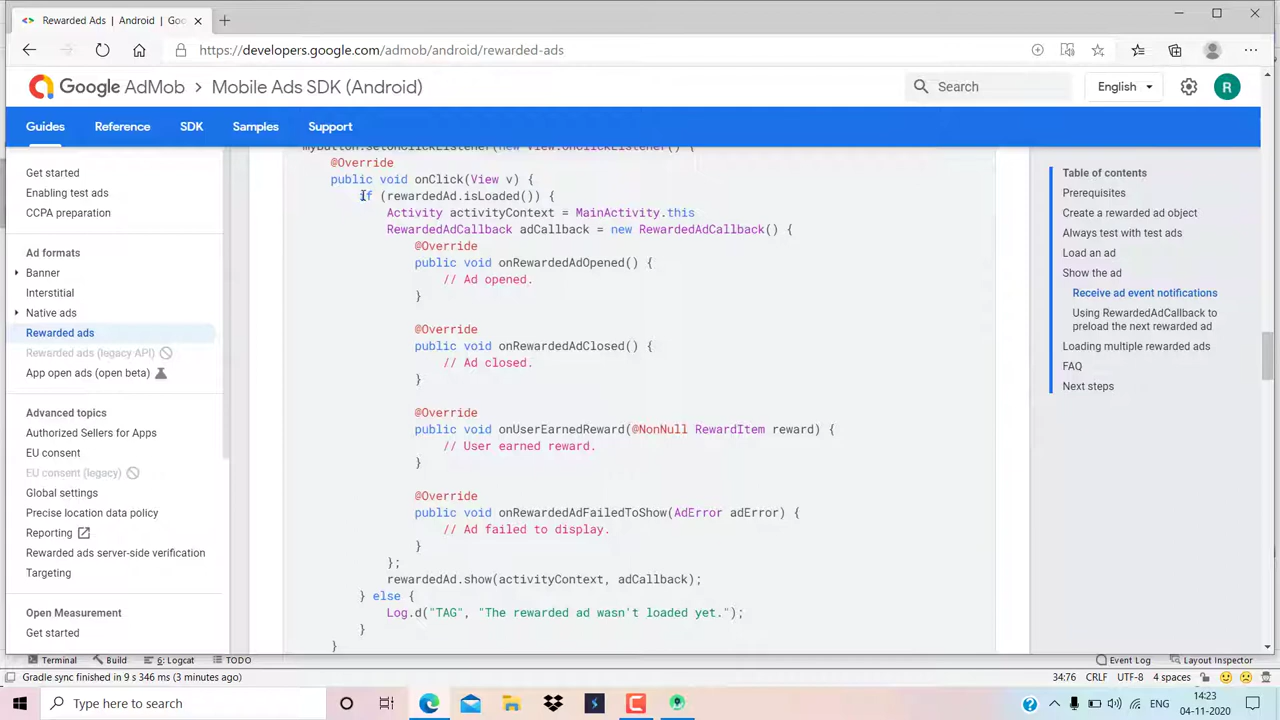 Rewarded Ads | Android | Goo
https://developers.google.com/admob/android/rewarded-ads
Google AdMob > Mobile Ads SDK (Android)
Search
English
R
Guides Reference SDK Samples Support
Get started
Enabling test ads
CCPA preparation
Ad formats
Banner
Interstitial
Native ads
Rewarded ads
Rewarded ads (legacy API)
App open ads (open beta)
Advanced topics
Authorized Sellers for Apps
EU consent
EU consent (legacy)
Global settings
Precise location data policy
Reporting
Rewarded ads server-side verification
Targeting
Open Measurement
Get started
myButton.setOnClickListener(new View.OnClickListener() {
@Override
public void onClick(View v) {
if (rewardedAd.isLoaded()) {
Activity activityContext = MainActivity.this
RewardedAdCallback adCallback = new RewardedAdCallback() {
@Override
public void onRewardedAdOpened() {
// Ad opened.
}
@Override
public void onRewardedAdClosed() {
// Ad closed.
}
@Override
public void onUserEarnedReward(@NonNull RewardItem reward) {
// User earned reward.
}
@Override
public void onRewardedAdFailedToShow(AdError adError) {
// Ad failed to display.
}
};
rewardedAd.show(activityContext, adCallback);
} else {
Log.d("TAG", "The rewarded ad wasn't loaded yet.");
}
}
Table of contents
Prerequisites
Create a rewarded ad object
Always test with test ads
Load an ad
Show the ad
Receive ad event notifications
Using RewardedAdCallback to
preload the next rewarded ad
Loading multiple rewarded ads
FAQ
Next steps
Terminal Build 6: Logcat TODO Event Log Layout Inspector
Gradle sync finished in 9 s 346 ms (3 minutes ago) 34:76 CRLF UTF-8 4 spaces
Type here to search
ENG
14:23
04-11-2020